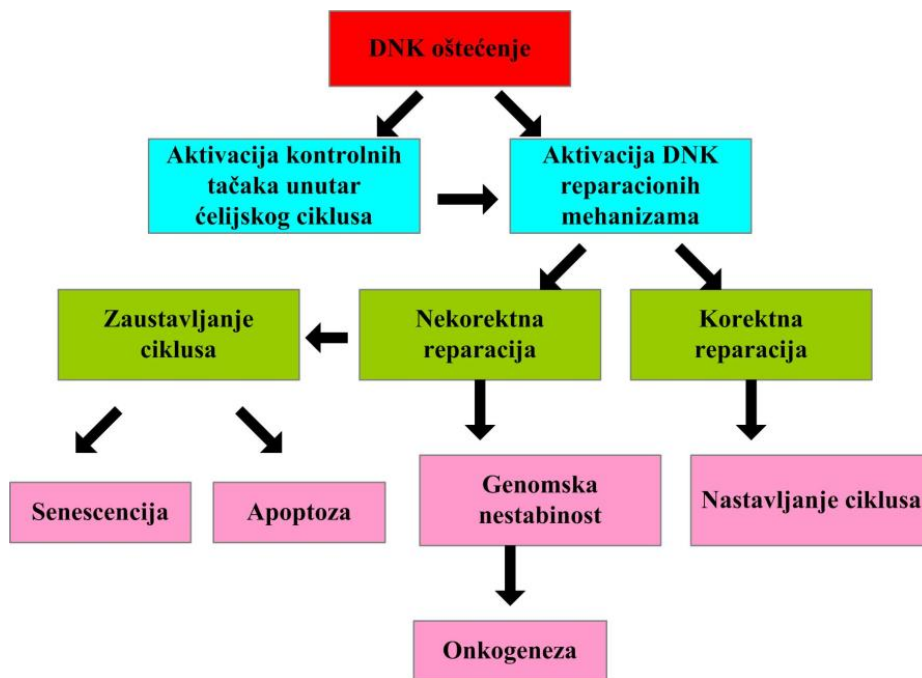 DNK oštećenje
Aktivacija kontrolnih
tačaka unutar
ćelijskog ciklusa
Aktivacija DNK
reparacionih
mehanizama
Zaustavljanje
ciklusa
Nekorektna
reparacija
Korektna
reparacija
Senescencija
Apoptoza
Genomska
nestabinost
Nastavljanje ciklusa
Onkogeneza